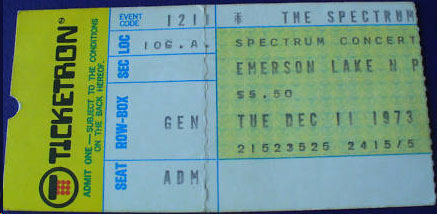 TICKETRON
ADMIT ONE—SUBJECT TO THE CONDITIONS
ON THE BACK HEREOF.
EVENT CODE 1211
SEC LOC 106.A.
ROW-BOX GEN
SEAT ADM
THE SPECTRUM
SPECTRUM CONCERT
EMERSON LAKE N P
$5.50
TUE DEC 11 1973
21523525 2415/5